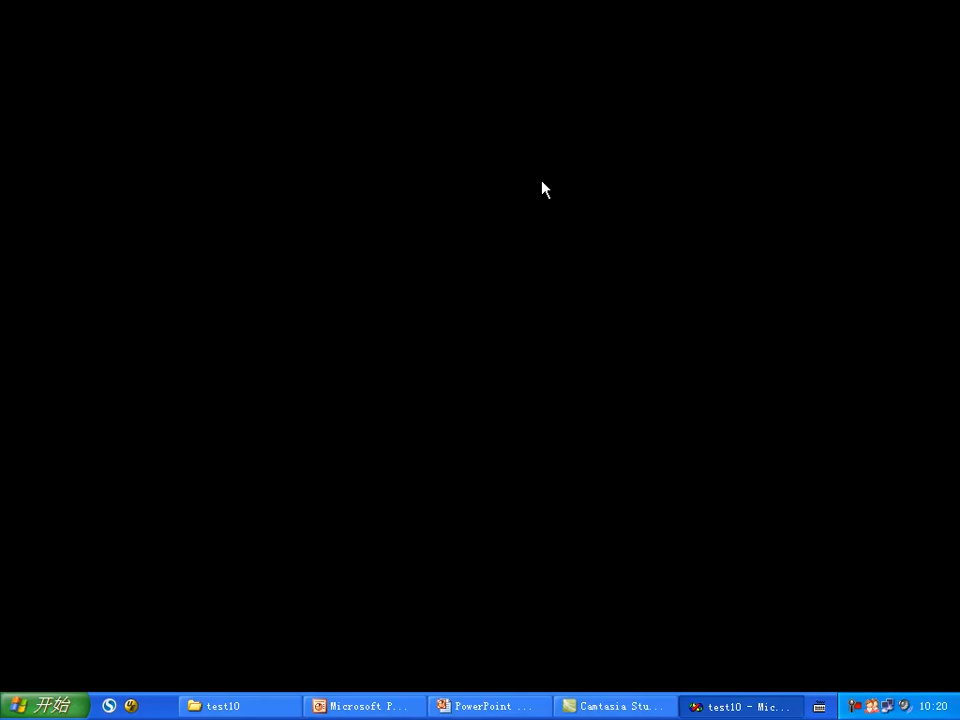 开始
test10
Microsoft P...
PowerPoint ...
Camtasia Stu...
test10 - Mic...
10:20